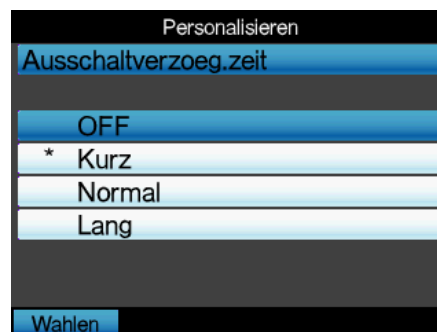 Personalisieren
Ausschaltverzoeg.zeit
OFF
* Kurz
Normal
Lang
Wahlen